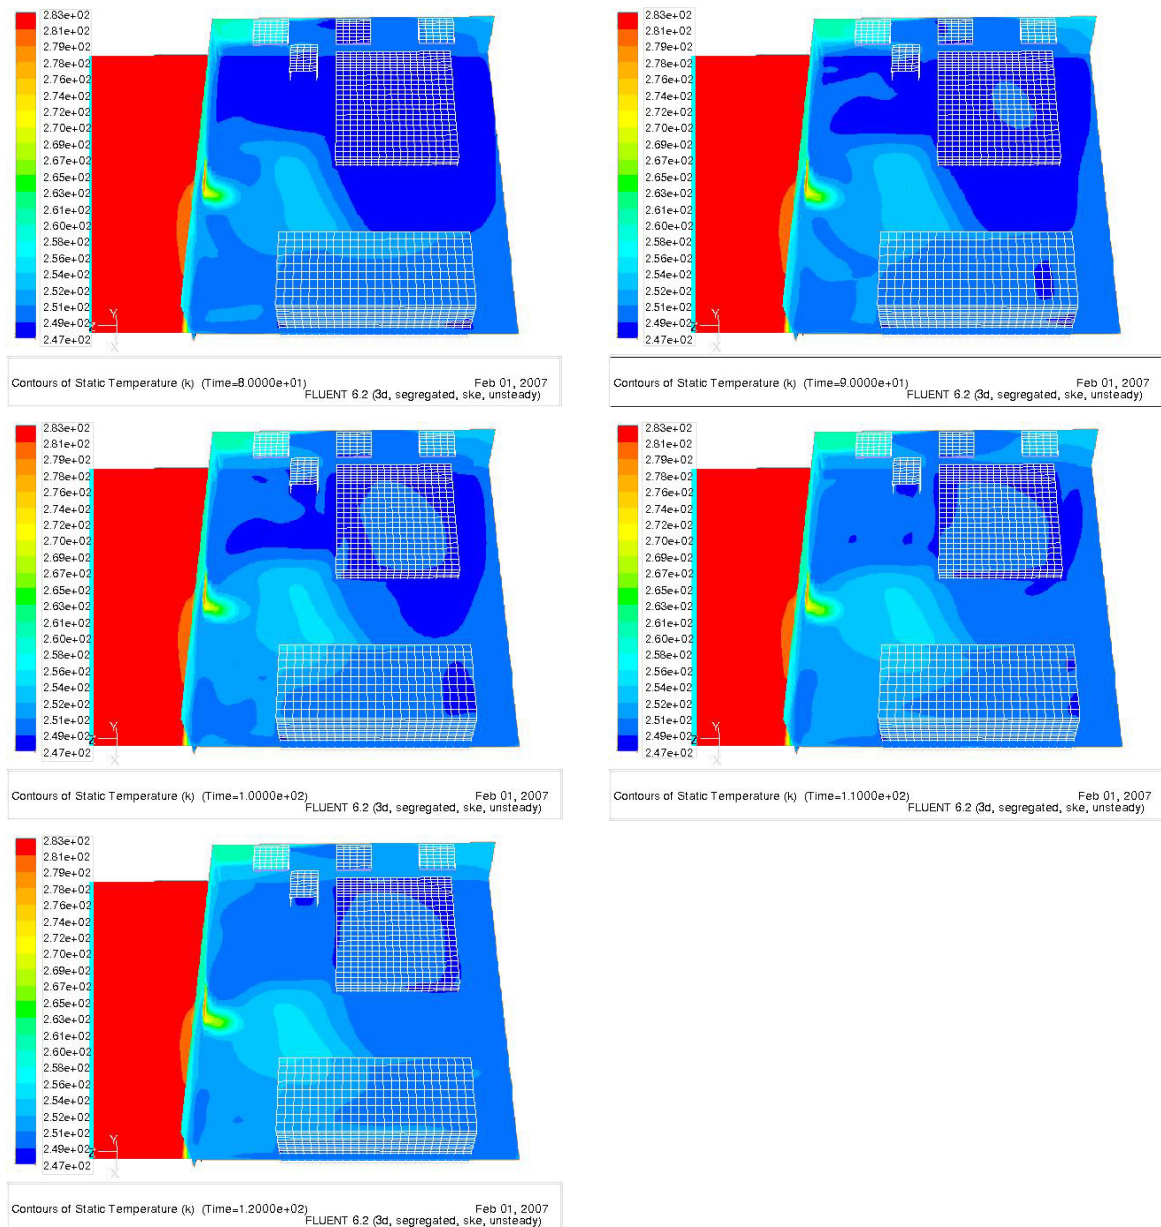 2.83e+02
2.81e+02
2.79e+02
2.78e+02
2.76e+02
2.74e+02
2.72e+02
2.70e+02
2.69e+02
2.67e+02
2.65e+02
2.63e+02
2.61e+02
2.60e+02
2.58e+02
2.56e+02
2.54e+02
2.52e+02
2.51e+02
2.49e+02
2.47e+02
Y
Z
X
Contours of Static Temperature (k) (Time=8.0000e+01) Feb 01, 2007
FLUENT 6.2 (3d, segregated, ske, unsteady)
2.83e+02
2.81e+02
2.79e+02
2.78e+02
2.76e+02
2.74e+02
2.72e+02
2.70e+02
2.69e+02
2.67e+02
2.65e+02
2.63e+02
2.61e+02
2.60e+02
2.58e+02
2.56e+02
2.54e+02
2.52e+02
2.51e+02
2.49e+02
2.47e+02
Y
Z
X
Contours of Static Temperature (k) (Time=9.0000e+01) Feb 01, 2007
FLUENT 6.2 (3d, segregated, ske, unsteady)
2.83e+02
2.81e+02
2.79e+02
2.78e+02
2.76e+02
2.74e+02
2.72e+02
2.70e+02
2.69e+02
2.67e+02
2.65e+02
2.63e+02
2.61e+02
2.60e+02
2.58e+02
2.56e+02
2.54e+02
2.52e+02
2.51e+02
2.49e+02
2.47e+02
Y
Z
X
Contours of Static Temperature (k) (Time=1.0000e+02) Feb 01, 2007
FLUENT 6.2 (3d, segregated, ske, unsteady)
2.83e+02
2.81e+02
2.79e+02
2.78e+02
2.76e+02
2.74e+02
2.72e+02
2.70e+02
2.69e+02
2.67e+02
2.65e+02
2.63e+02
2.61e+02
2.60e+02
2.58e+02
2.56e+02
2.54e+02
2.52e+02
2.51e+02
2.49e+02
2.47e+02
Y
Z
X
Contours of Static Temperature (k) (Time=1.1000e+02) Feb 01, 2007
FLUENT 6.2 (3d, segregated, ske, unsteady)
2.83e+02
2.81e+02
2.79e+02
2.78e+02
2.76e+02
2.74e+02
2.72e+02
2.70e+02
2.69e+02
2.67e+02
2.65e+02
2.63e+02
2.61e+02
2.60e+02
2.58e+02
2.56e+02
2.54e+02
2.52e+02
2.51e+02
2.49e+02
2.47e+02
Y
Z
X
Contours of Static Temperature (k) (Time=1.2000e+02) Feb 01, 2007
FLUENT 6.2 (3d, segregated, ske, unsteady)